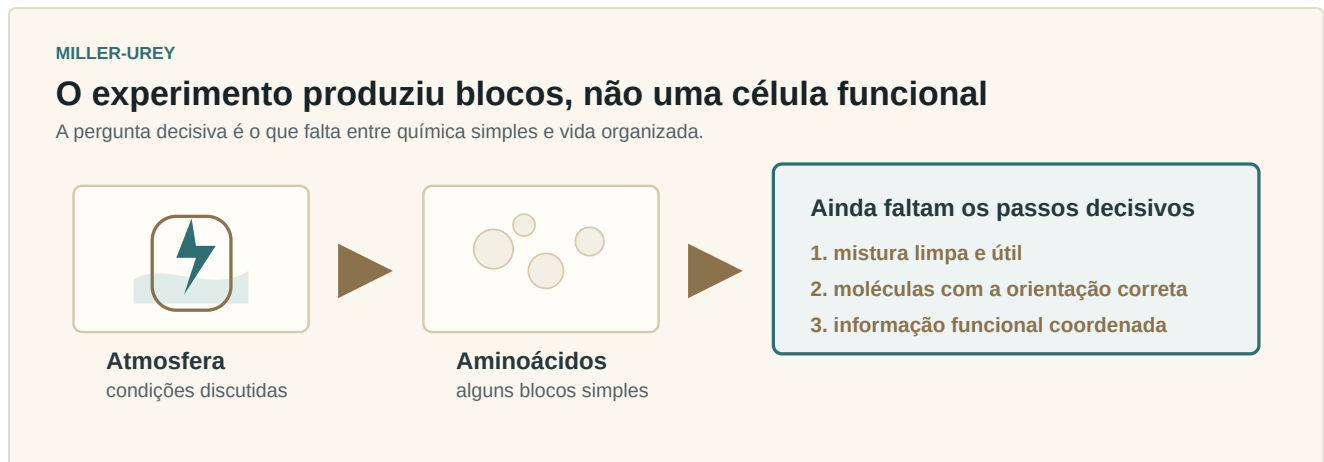 MILLER-UREY
O experimento produziu blocos, não uma célula funcional
A pergunta decisiva é o que falta entre química simples e vida organizada.
Atmosfera
condições discutidas
Aminoácidos
alguns blocos simples
Ainda faltam os passos decisivos
1. mistura limpa e útil
2. moléculas com a orientação correta
3. informação funcional coordenada